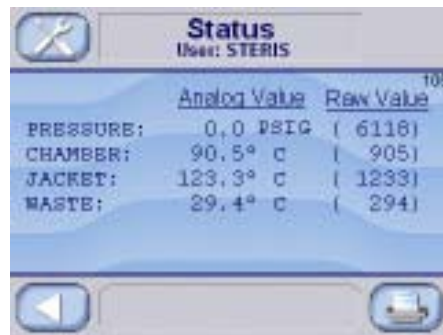 Status
User: STERIS
Analog Value Raw Value
PRESSURE: 0.0 PSIG ( 6118)
CHAMBER: 90.5° C ( 905)
JACKET: 123.3° C ( 1233)
WASTE: 29.4° C ( 294)